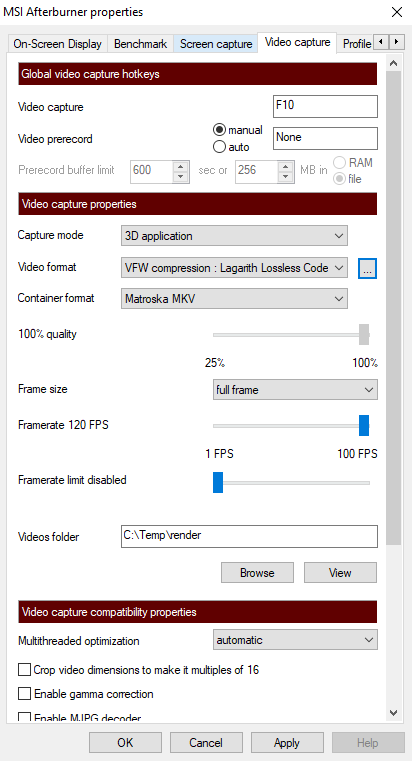 MSI Afterburner properties
On-Screen Display Benchmark Screen capture Video capture Profile
Global video capture hotkeys
Video capture F10
Video prerecord manual None
auto
Prerecord buffer limit 600 sec or 256 MB in RAM
file
Video capture properties
Capture mode 3D application
Video format VFW compression : Lagarith Lossless Code ...
Container format Matroska MKV
100% quality
25% 100%
Frame size full frame
Framerate 120 FPS
1 FPS 100 FPS
Framerate limit disabled
Videos folder C:\Temp\render
Browse View
Video capture compatibility properties
Multithreaded optimization automatic
Crop video dimensions to make it multiples of 16
Enable gamma correction
Enable MJPG decoder
OK Cancel Apply Help